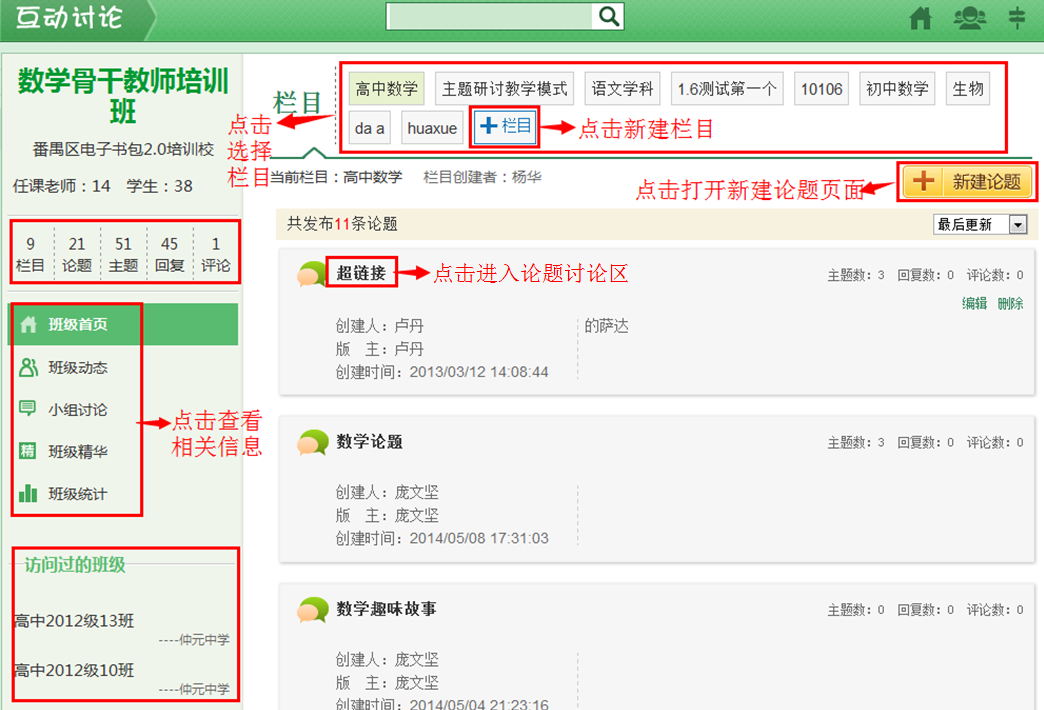 互动讨论
数学骨干教师培训
班
番禺区电子书包2.0培训校
任课老师：14 学生：38
9 21 51 45 1
栏目 论题 主题 回复 评论
班级首页
班级动态
小组讨论
精 班级精华
班级统计
点击查看
相关信息
访问过的班级
高中2012级13班
----仲元中学
高中2012级10班
----仲元中学
点击
选择
栏目
栏目
高中数学 主题研讨教学模式 语文学科 1.6测试第一个 10106 初中数学 生物
da a huaxue +栏目 点击新建栏目
当前栏目：高中数学 栏目创建者：杨华
点击打开新建论题页面 + 新建论题
共发布11条论题 最后更新
超链接 点击进入论题讨论区 主题数：3 回复数：0 评论数：0
编辑 删除
创建人：卢丹 的萨达
版 主：卢丹
创建时间：2013/03/12 14:08:44
数学论题 主题数：3 回复数：0 评论数：0
创建人：庞文坚
版 主：庞文坚
创建时间：2014/05/08 17:31:03
数学趣味故事 主题数：0 回复数：0 评论数：0
创建人：庞文坚
版 主：庞文坚
创建时间：2014/05/04 21:23:16